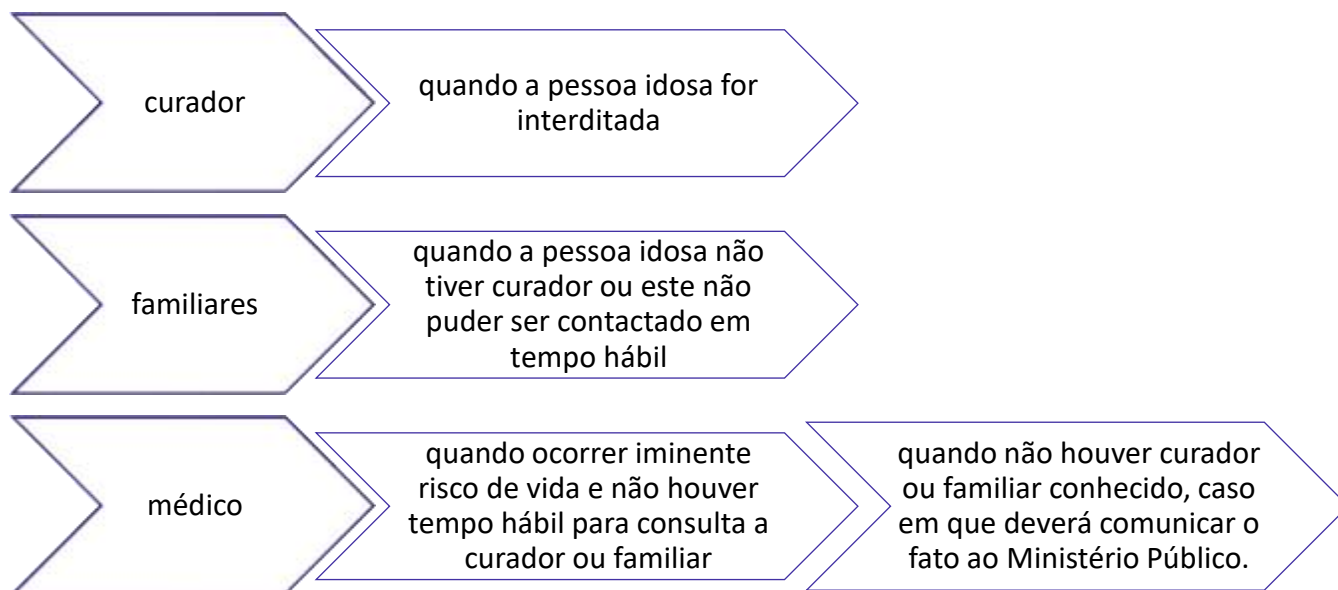 curador
quando a pessoa idosa for
interditada
familiares
quando a pessoa idosa não
tiver curador ou este não
puder ser contactado em
tempo hábil
médico
quando ocorrer iminente
risco de vida e não houver
tempo hábil para consulta a
curador ou familiar
quando não houver curador
ou familiar conhecido, caso
em que deverá comunicar o
fato ao Ministério Público.